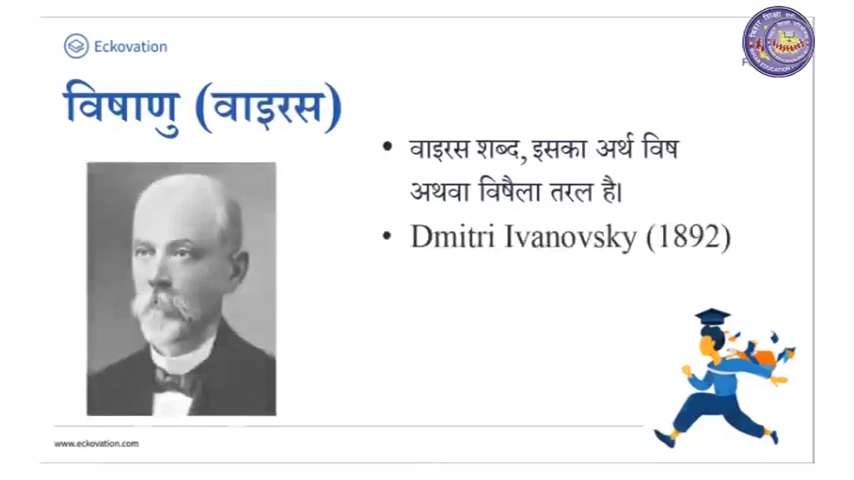 Eckovation
विषाणु (वाइरस)
• वाइरस शब्द, इसका अर्थ विष
अथवा विषैला तरल है।
• Dmitri Ivanovsky (1892)
www.eckovation.com